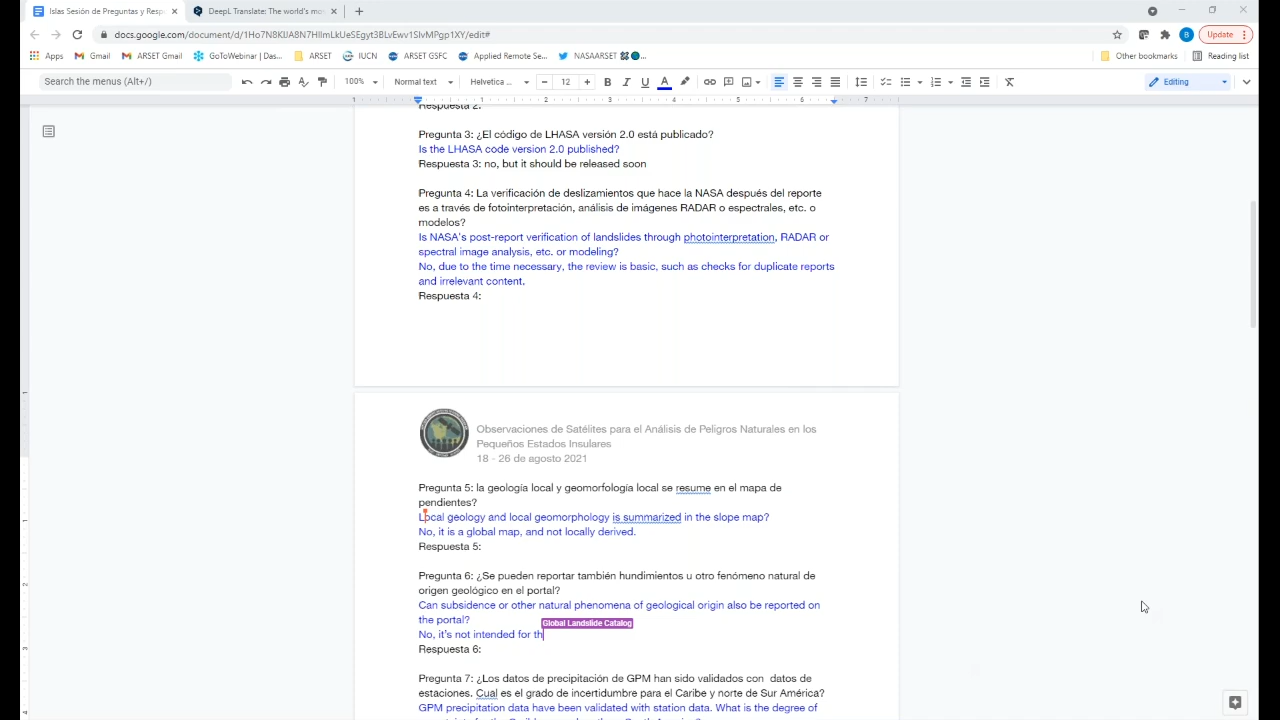 Islas Sesión de Preguntas y Resp
DeepL Translate: The world's mo
docs.google.com/document/d/1Ho7N8KIJA8N7HIlmLkUeSEgyt3BLvEwv1SlvMPgp1XY/edit#
Update
Apps
Gmail
ARSET Gmail
GoToWebinar | Das...
ARSET
IUCN
ARSET GSFC
Applied Remote Se...
NASAARSET
Other bookmarks
Reading list
Search the menus (Alt+/)
100%
Normal text
Helvetica ...
12
Editing
Respuesta 2:
Pregunta 3: ¿El código de LHASA versión 2.0 está publicado?
Is the LHASA code version 2.0 published?
Respuesta 3: no, but it should be released soon
Pregunta 4: La verificación de deslizamientos que hace la NASA después del reporte
es a través de fotointerpretación, análisis de imágenes RADAR o espectrales, etc. o
modelos?
Is NASA's post-report verification of landslides through photointerpretation, RADAR or
spectral image analysis, etc. or modeling?
No, due to the time necessary, the review is basic, such as checks for duplicate reports
and irrelevant content.
Respuesta 4:
Observaciones de Satélites para el Análisis de Peligros Naturales en los
Pequeños Estados Insulares
18 - 26 de agosto 2021
Pregunta 5: la geología local y geomorfología local se resume en el mapa de
pendientes?
Local geology and local geomorphology is summarized in the slope map?
No, it is a global map, and not locally derived.
Respuesta 5:
Pregunta 6: ¿Se pueden reportar también hundimientos u otro fenómeno natural de
origen geológico en el portal?
Can subsidence or other natural phenomena of geological origin also be reported on
the portal?
Global Landslide Catalog
No, it's not intended for th
Respuesta 6:
Pregunta 7: ¿Los datos de precipitación de GPM han sido validados con datos de
estaciones. Cual es el grado de incertidumbre para el Caribe y norte de Sur América?
GPM precipitation data have been validated with station data. What is the degree of